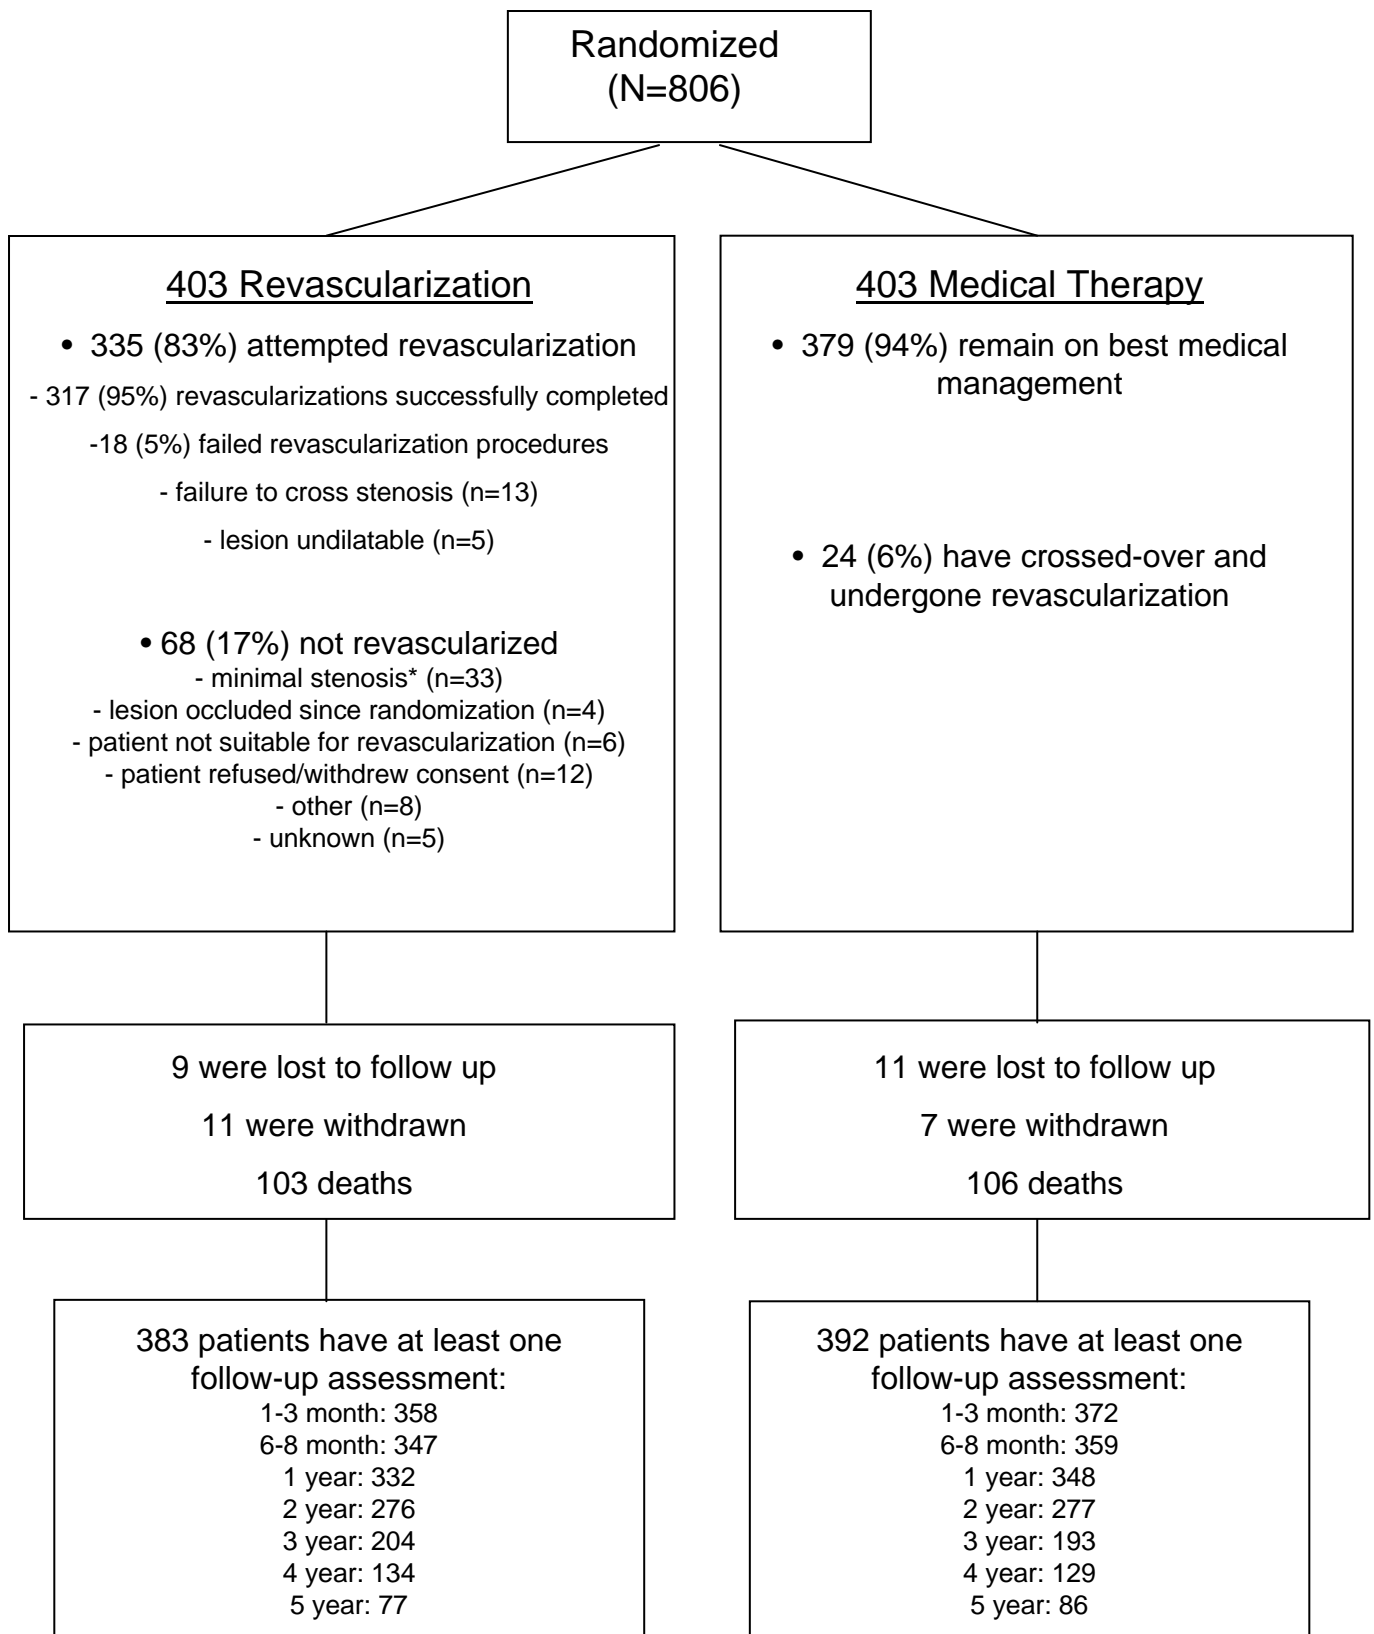 Randomized
(N=806)
403 Revascularization
• 335 (83%) attempted revascularization
- 317 (95%) revascularizations successfully completed
-18 (5%) failed revascularization procedures
- failure to cross stenosis (n=13)
- lesion undilatable (n=5)
• 68 (17%) not revascularized
- minimal stenosis* (n=33)
- lesion occluded since randomization (n=4)
- patient not suitable for revascularization (n=6)
- patient refused/withdrew consent (n=12)
- other (n=8)
- unknown (n=5)
403 Medical Therapy
• 379 (94%) remain on best medical
management
• 24 (6%) have crossed-over and
undergone revascularization
9 were lost to follow up
11 were withdrawn
103 deaths
11 were lost to follow up
7 were withdrawn
106 deaths
383 patients have at least one
follow-up assessment:
1-3 month: 358
6-8 month: 347
1 year: 332
2 year: 276
3 year: 204
4 year: 134
5 year: 77
392 patients have at least one
follow-up assessment:
1-3 month: 372
6-8 month: 359
1 year: 348
2 year: 277
3 year: 193
4 year: 129
5 year: 86